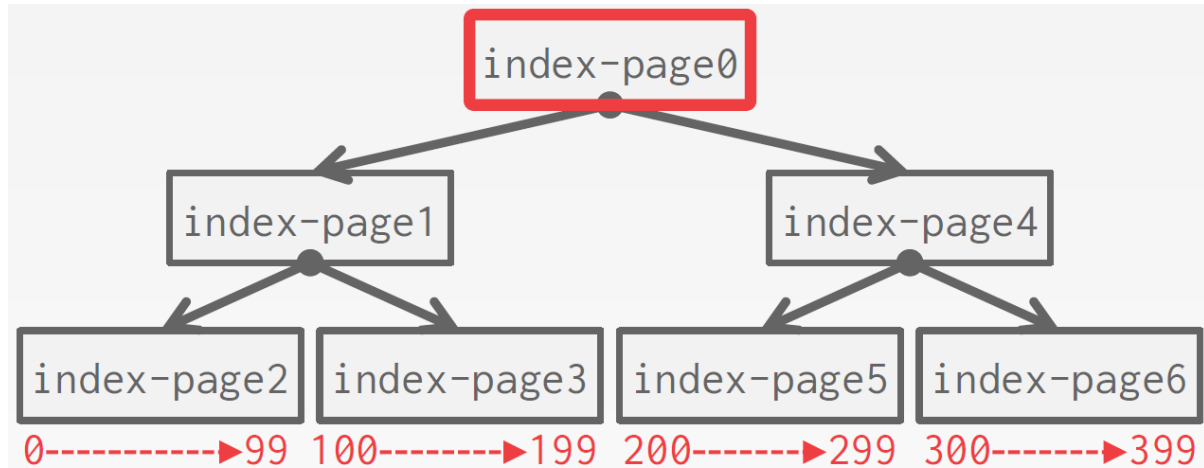 index-page0
index-page1 index-page4
index-page2 index-page3 index-page5 index-page6
0 99 100 199 200 299 300 399